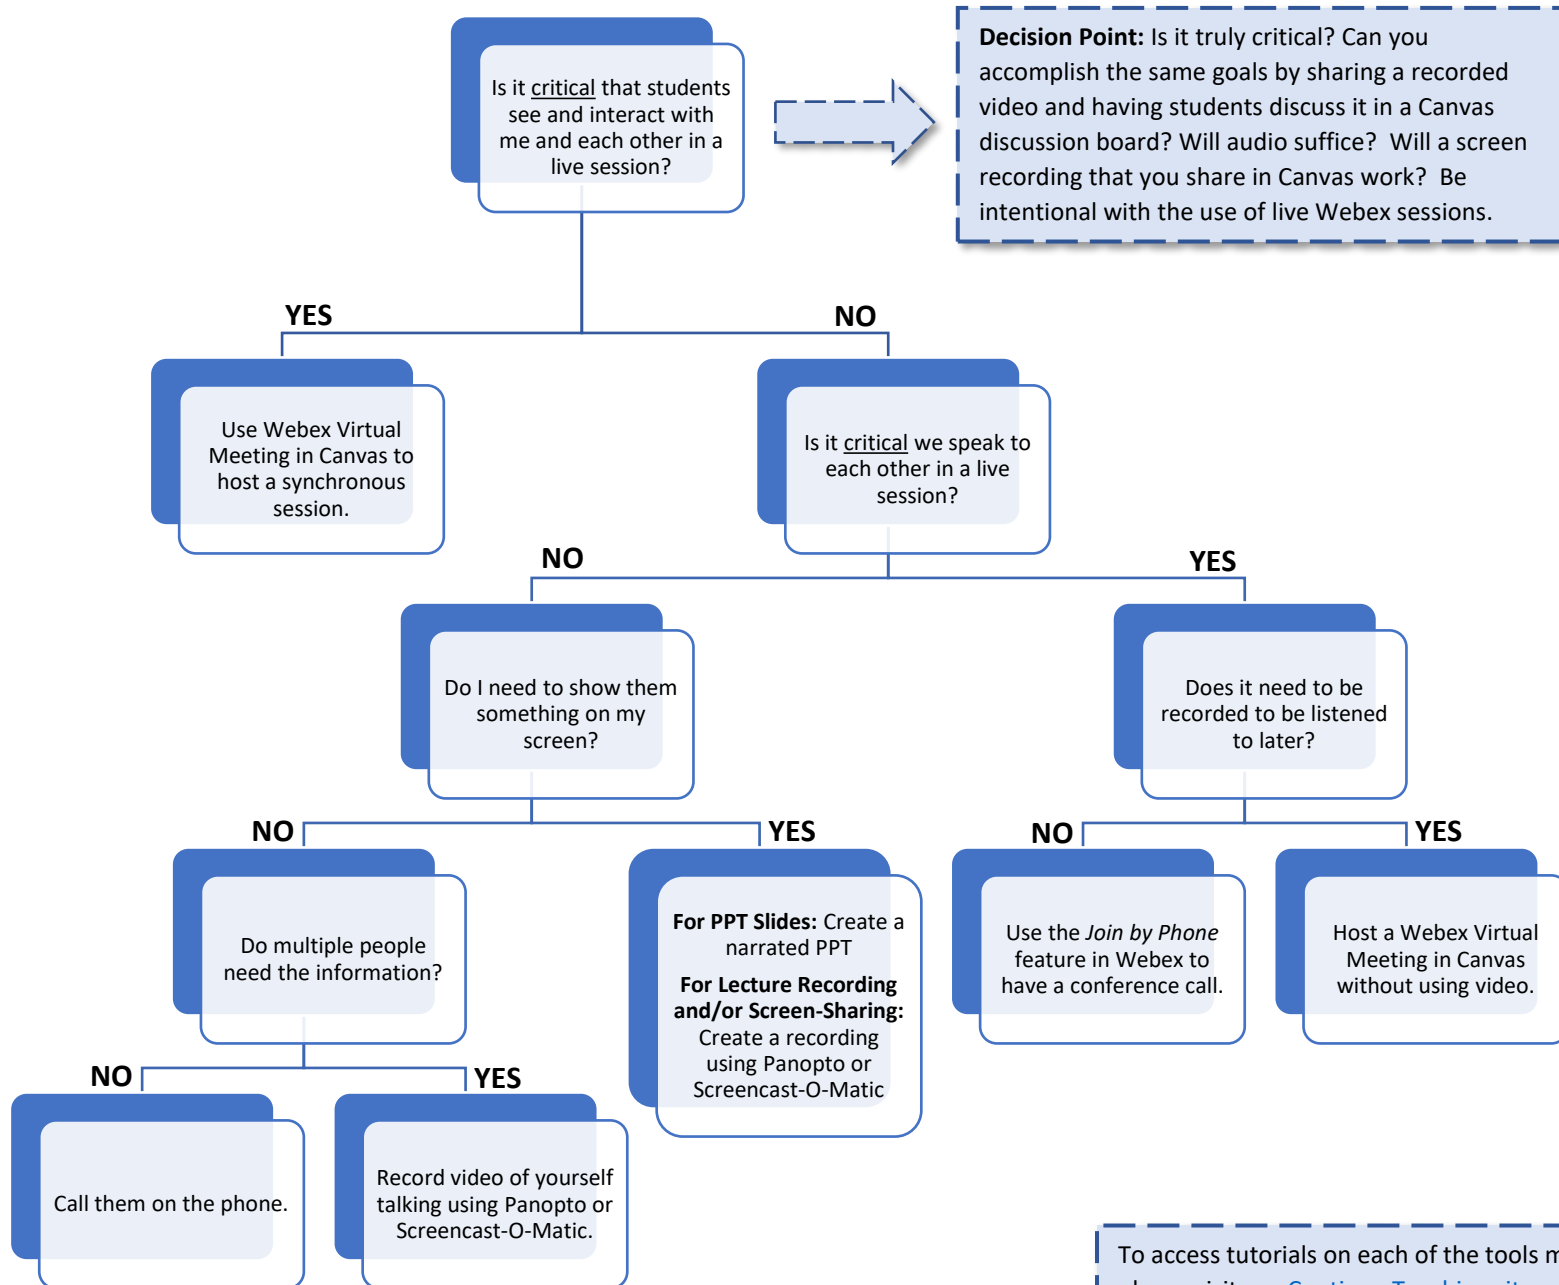 Is it critical that students
see and interact with
me and each other in a
live session?
Decision Point: Is it truly critical? Can you
accomplish the same goals by sharing a recorded
video and having students discuss it in a Canvas
discussion board? Will audio suffice? Will a screen
recording that you share in Canvas work? Be
intentional with the use of live Webex sessions.
YES
NO
Use Webex Virtual
Meeting in Canvas to
host a synchronous
session.
Is it critical we speak to
each other in a live
session?
NO
YES
Do I need to show them
something on my
screen?
Does it need to be
recorded to be listened
to later?
NO
YES
NO
YES
Do multiple people
need the information?
For PPT Slides: Create a
narrated PPT
For Lecture Recording
and/or Screen-Sharing:
Create a recording
using Panopto or
Screencast-O-Matic
Use the Join by Phone
feature in Webex to
have a conference call.
Host a Webex Virtual
Meeting in Canvas
without using video.
NO
YES
Call them on the phone.
Record video of yourself
talking using Panopto or
Screencast-O-Matic.
To access tutorials on each of the tools